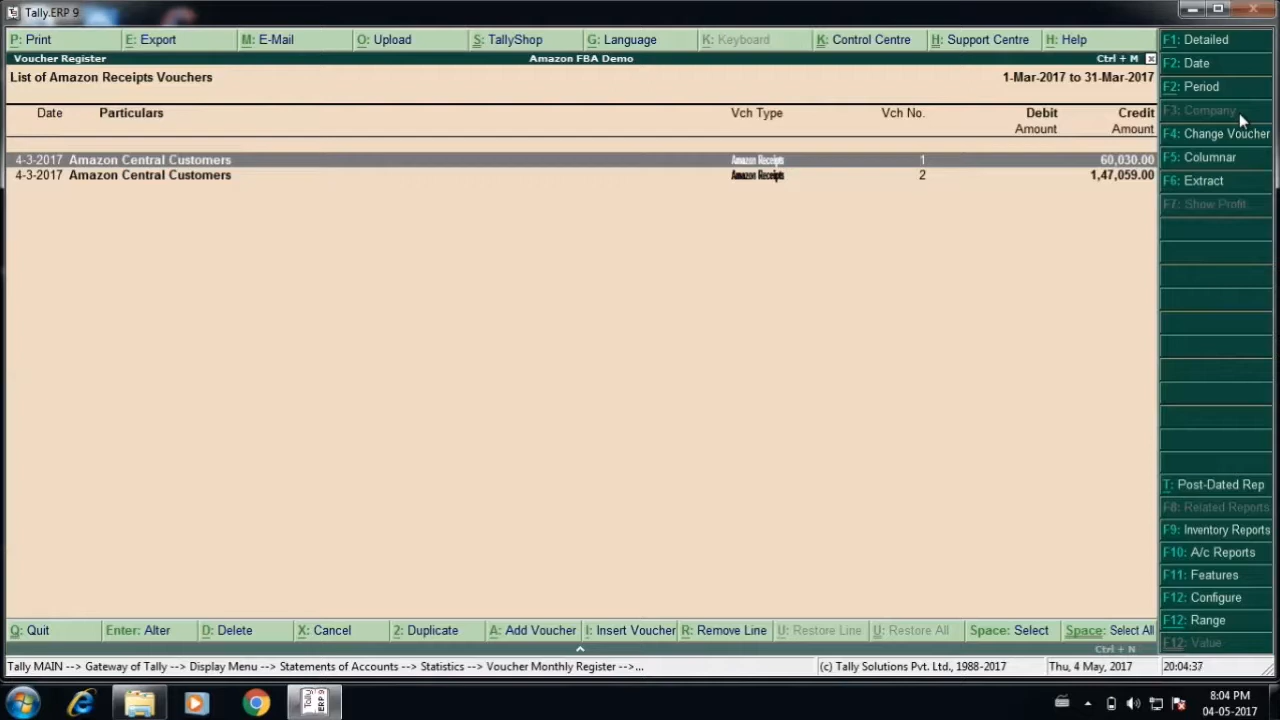 Tally.ERP 9
P: Print E: Export M: E-Mail O: Upload S: TallyShop G: Language K: Keyboard K: Control Centre H: Support Centre H: Help
Voucher Register Amazon FBA Demo Ctrl + M
List of Amazon Receipts Vouchers 1-Mar-2017 to 31-Mar-2017
Date Particulars Vch Type Vch No. Debit Credit
Amount Amount
4-3-2017 Amazon Central Customers Amazon Receipts 1 60,030.00
4-3-2017 Amazon Central Customers Amazon Receipts 2 1,47,059.00
F1: Detailed
F2: Date
F2: Period
F3: Company
F4: Change Voucher
F5: Columnar
F6: Extract
F7: Show Profit
T: Post-Dated Rep
F8: Related Reports
F9: Inventory Reports
F10: A/c Reports
F11: Features
F12: Configure
F12: Range
F12: Value
Q: Quit Enter: Alter D: Delete X: Cancel 2: Duplicate A: Add Voucher I: Insert Voucher R: Remove Line U: Restore Line U: Restore All Space: Select Space: Select All
Ctrl + N
Tally MAIN --> Gateway of Tally --> Display Menu --> Statements of Accounts --> Statistics --> Voucher Monthly Register -->... (c) Tally Solutions Pvt. Ltd., 1988-2017 Thu, 4 May, 2017 20:04:37
8:04 PM
04-05-2017